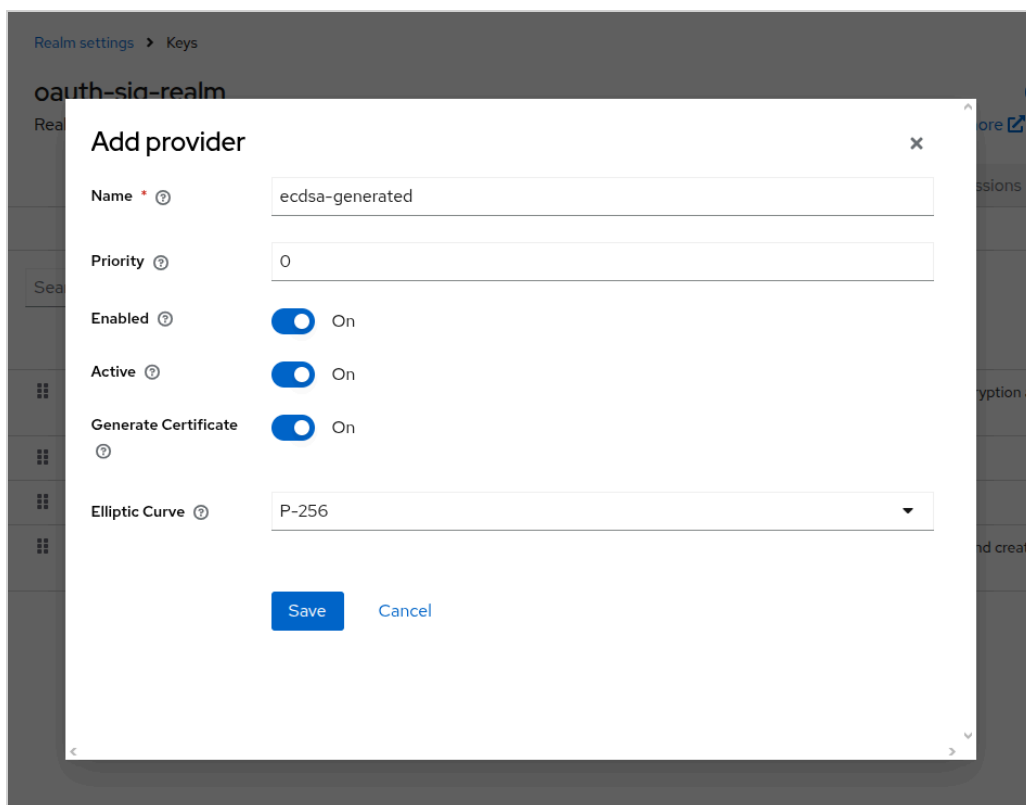 Realm settings > Keys
oauth-sig-realm
Add provider
Name *
ecdsa-generated
Priority
0
Enabled
On
Active
On
Generate Certificate
On
Elliptic Curve
P-256
Save Cancel